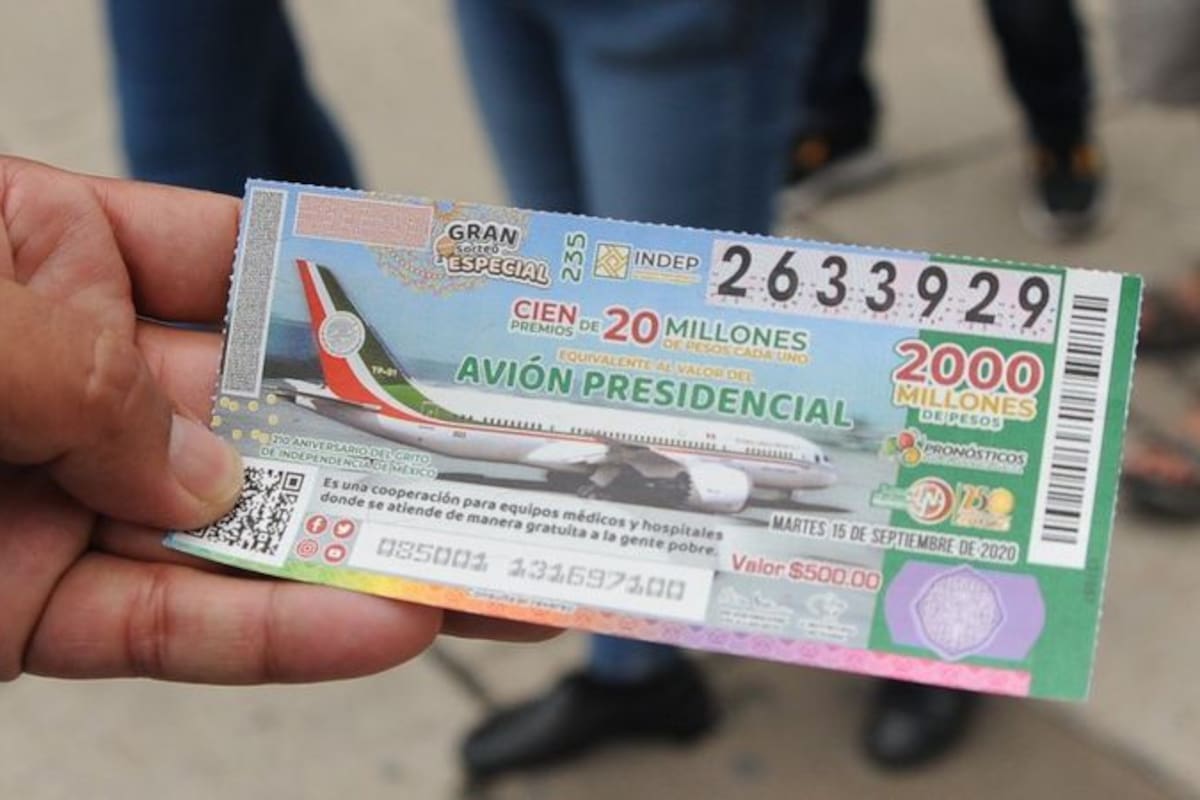 GRAN
sorteo
ESPECIAL
235
INDEP
2633929
CIEN
PREMIOS DE 20 MILLONES
DE PESOS CADA UNO
EQUIVALENTE AL VALOR DEL
AVIÓN PRESIDENCIAL
2000
MILLONES
DE PESOS
TP-01
PRONÓSTICOS
210 ANIVERSARIO DEL GRITO
DE INDEPENDENCIA DE MÉXICO
250
Es una cooperación para equipos médicos y hospitales
donde se atiende de manera gratuita a la gente pobre.
MARTES 15 DE SEPTIEMBRE DE 2020
085001 131697100
Valor $500.00